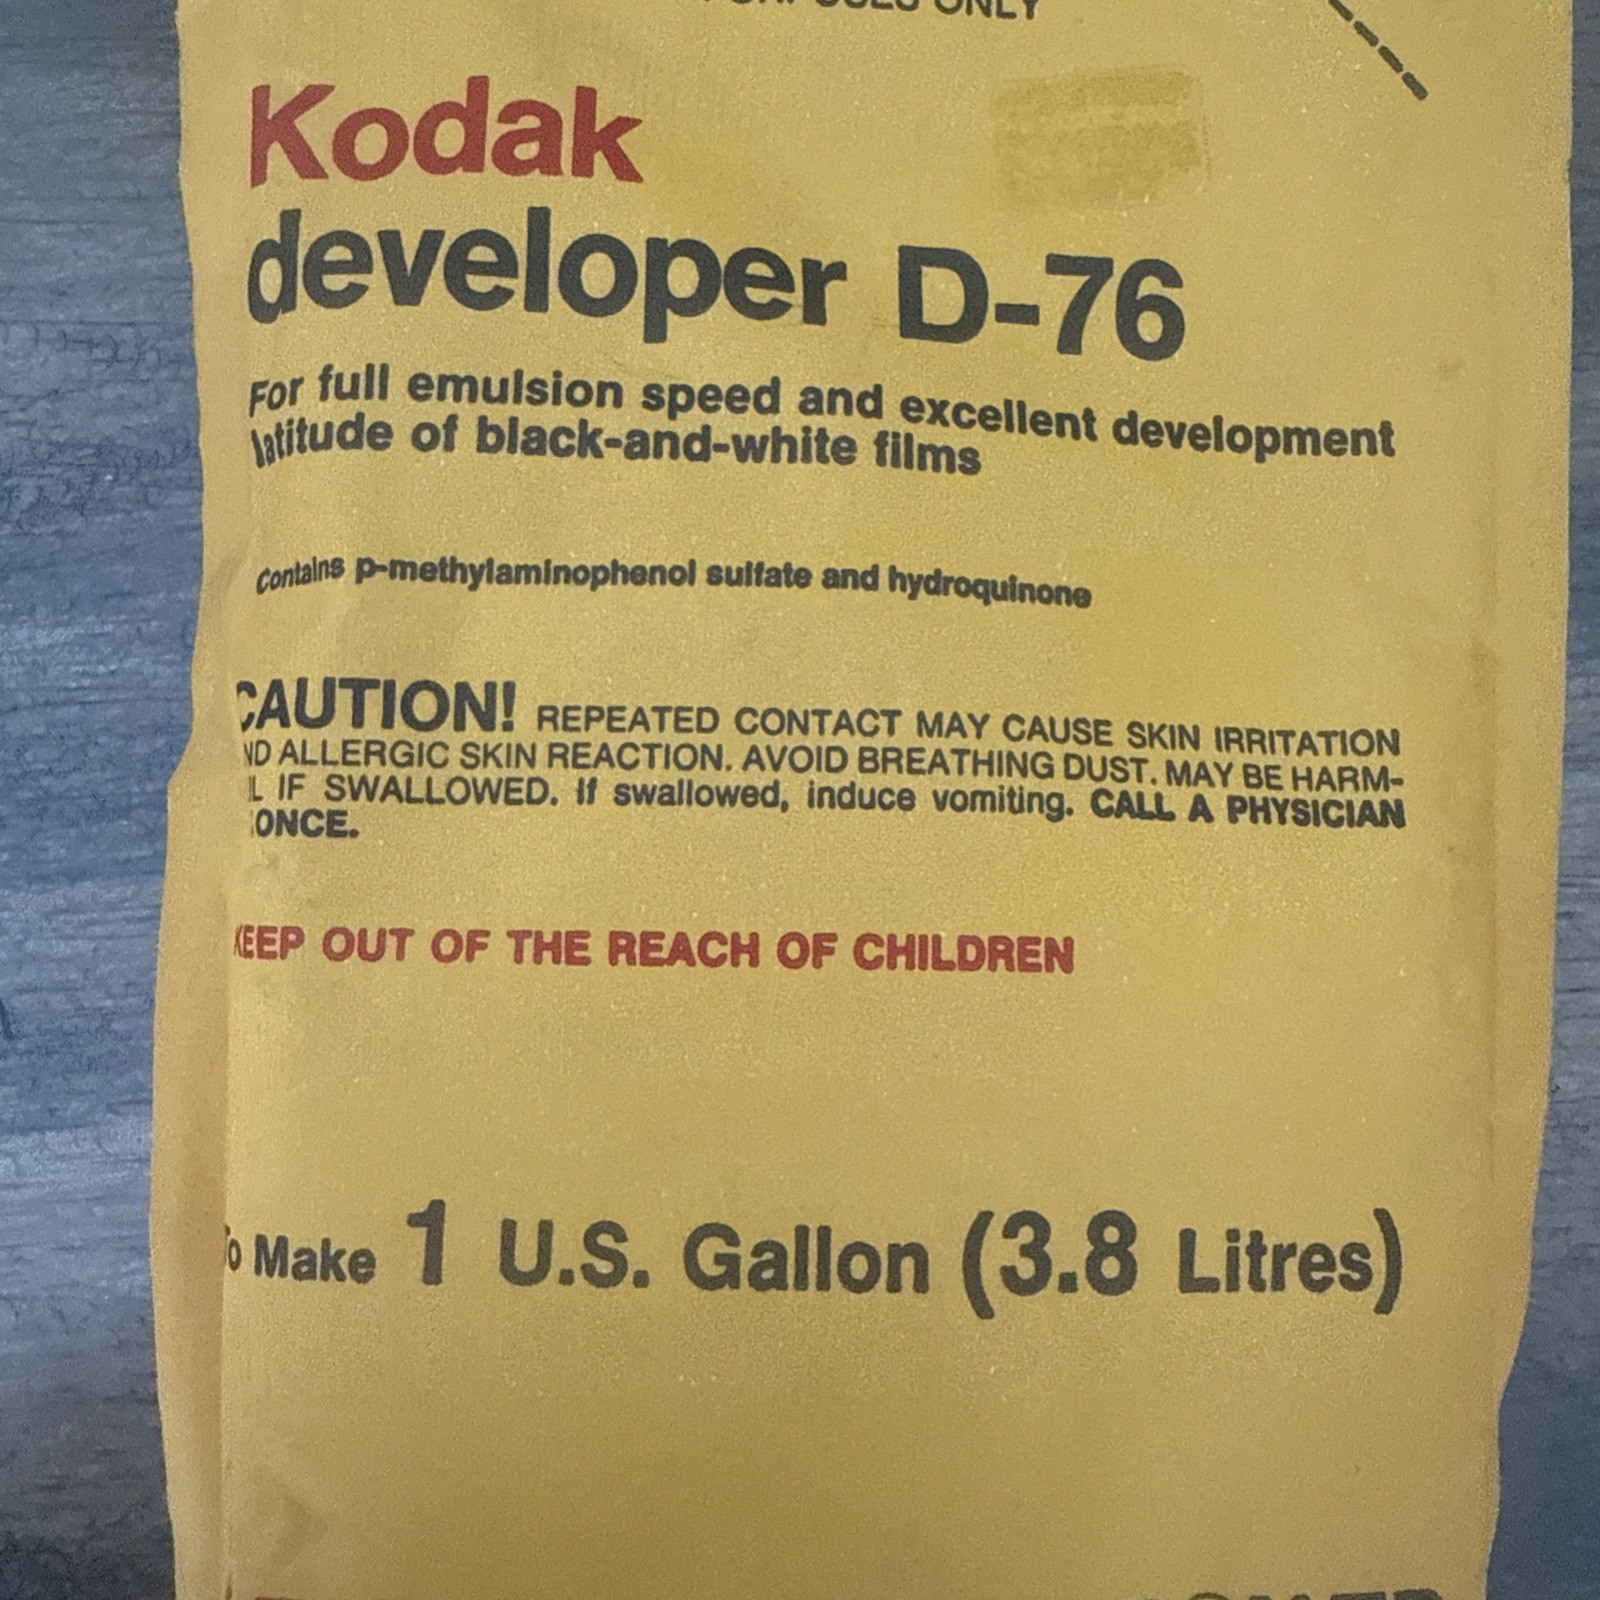 ONLY
Kodak
developer D-76
For full emulsion speed and excellent development
latitude of black-and-white films
Contains p-methylaminophenol sulfate and hydroquinone
CAUTION! REPEATED CONTACT MAY CAUSE SKIN IRRITATION
ND ALLERGIC SKIN REACTION. AVOID BREATHING DUST. MAY BE HARM-
L IF SWALLOWED. If swallowed, induce vomiting. CALL A PHYSICIAN
ONCE.
KEEP OUT OF THE REACH OF CHILDREN
To Make 1 U.S. Gallon (3.8 Litres)